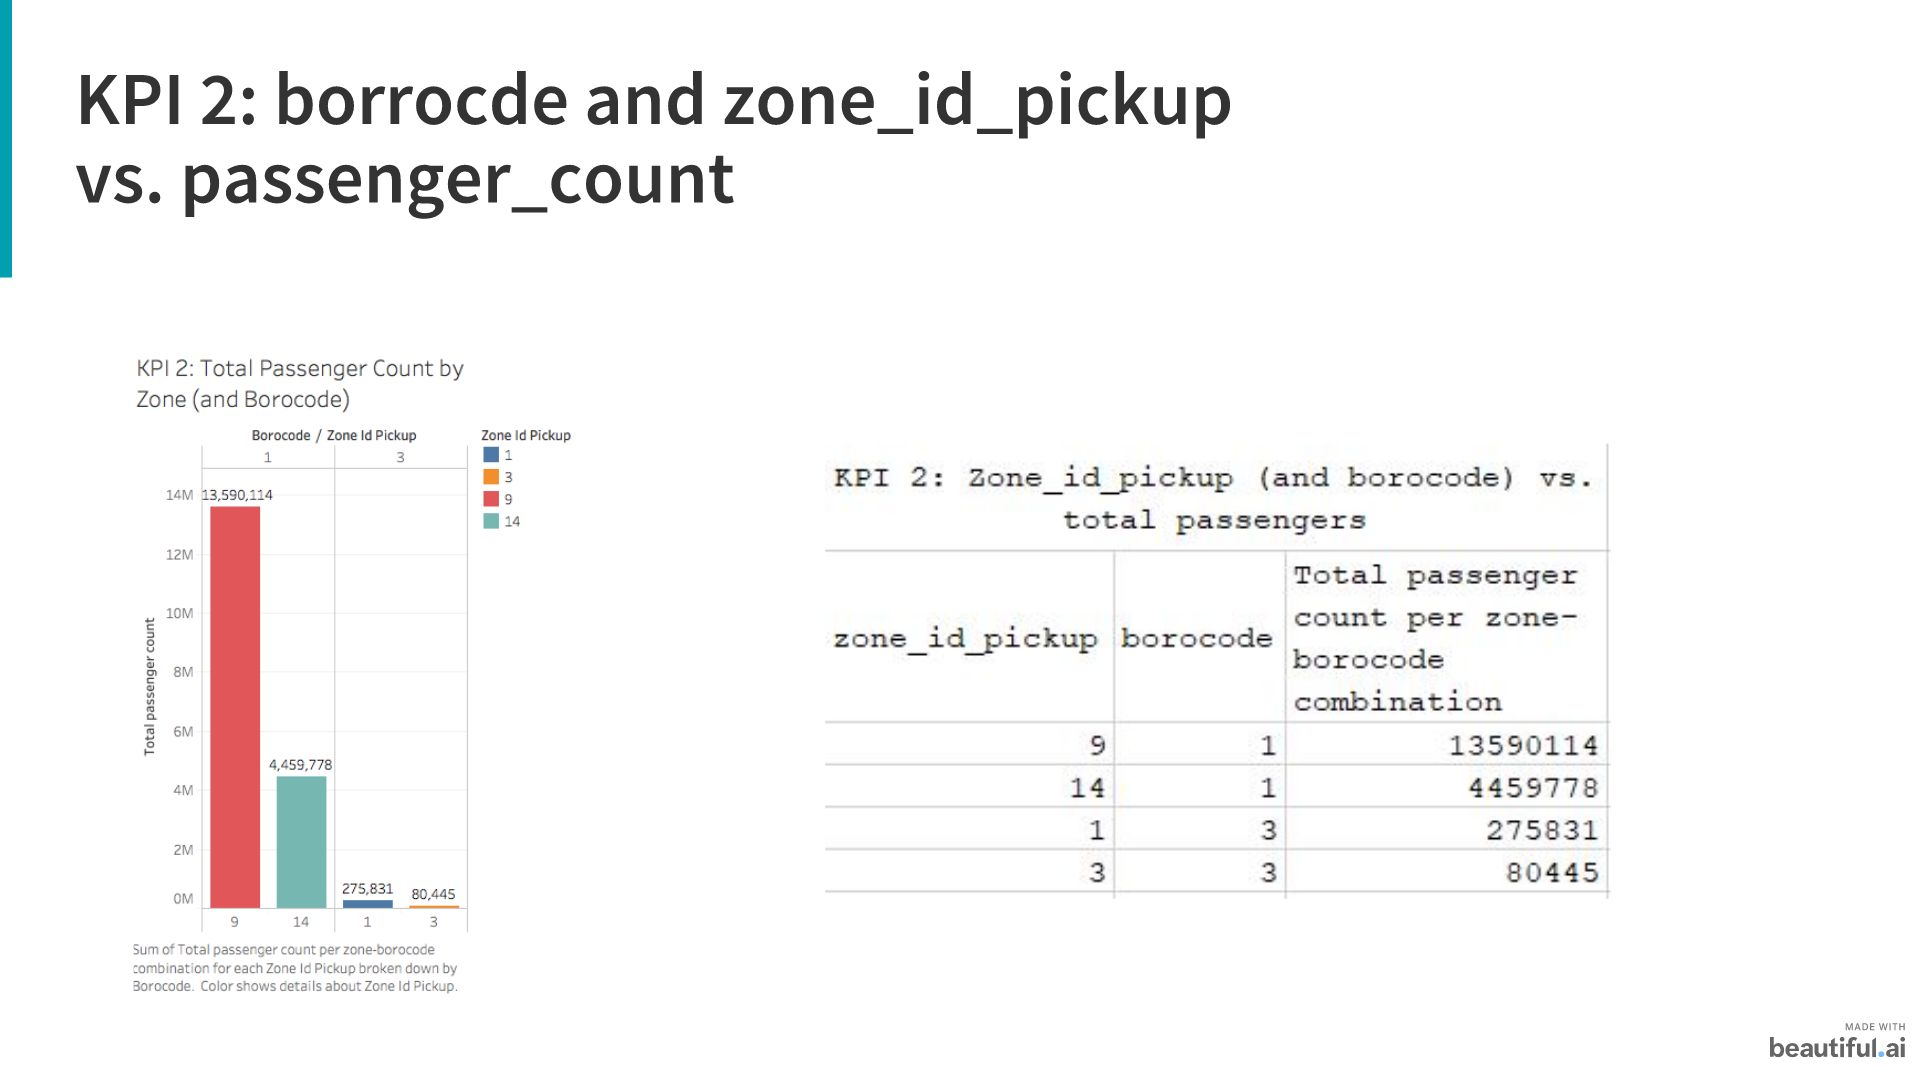 KPI 2: borrocde and zone_id_pickup
vs. passenger_count
KPI 2: Total Passenger Count by
Zone (and Borocode)
Borocode / Zone Id Pickup
1 3
Zone Id Pickup
1
3
9
14
Total passenger count
14M
12M
10M
8M
6M
4M
2M
0M
13,590,114
4,459,778
275,831
80,445
9 14 1 3
Sum of Total passenger count per zone-borocode
combination for each Zone Id Pickup broken down by
Borocode. Color shows details about Zone Id Pickup.
KPI 2: Zone_id_pickup (and borocode) vs.
total passengers
zone_id_pickup borocode Total passenger
count per zone-
borocode
combination
9 1 13590114
14 1 4459778
1 3 275831
3 3 80445
MADE WITH
beautiful.ai